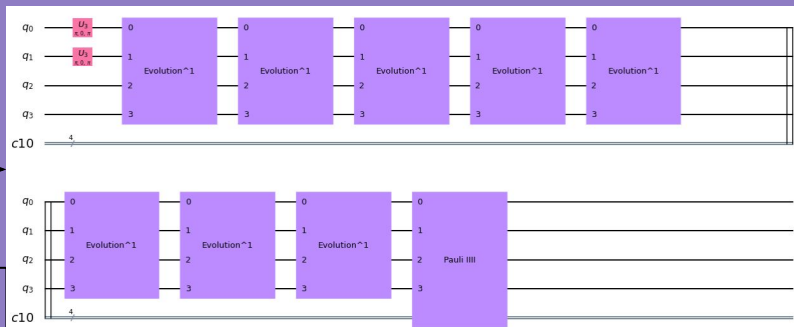 q0 U3 0 0 0 0 0
π, 0, π
q1 U3 1 1 1 1 1
π, 0, π
Evolution^1 Evolution^1 Evolution^1 Evolution^1 Evolution^1
q2 2 2 2 2 2
q3 3 3 3 3 3
4
c10
q0 0 0 0 0
q1 1 1 1 1
Evolution^1 Evolution^1 Evolution^1
q2 2 2 2 2 Pauli IIII
q3 3 3 3 3
4
c10